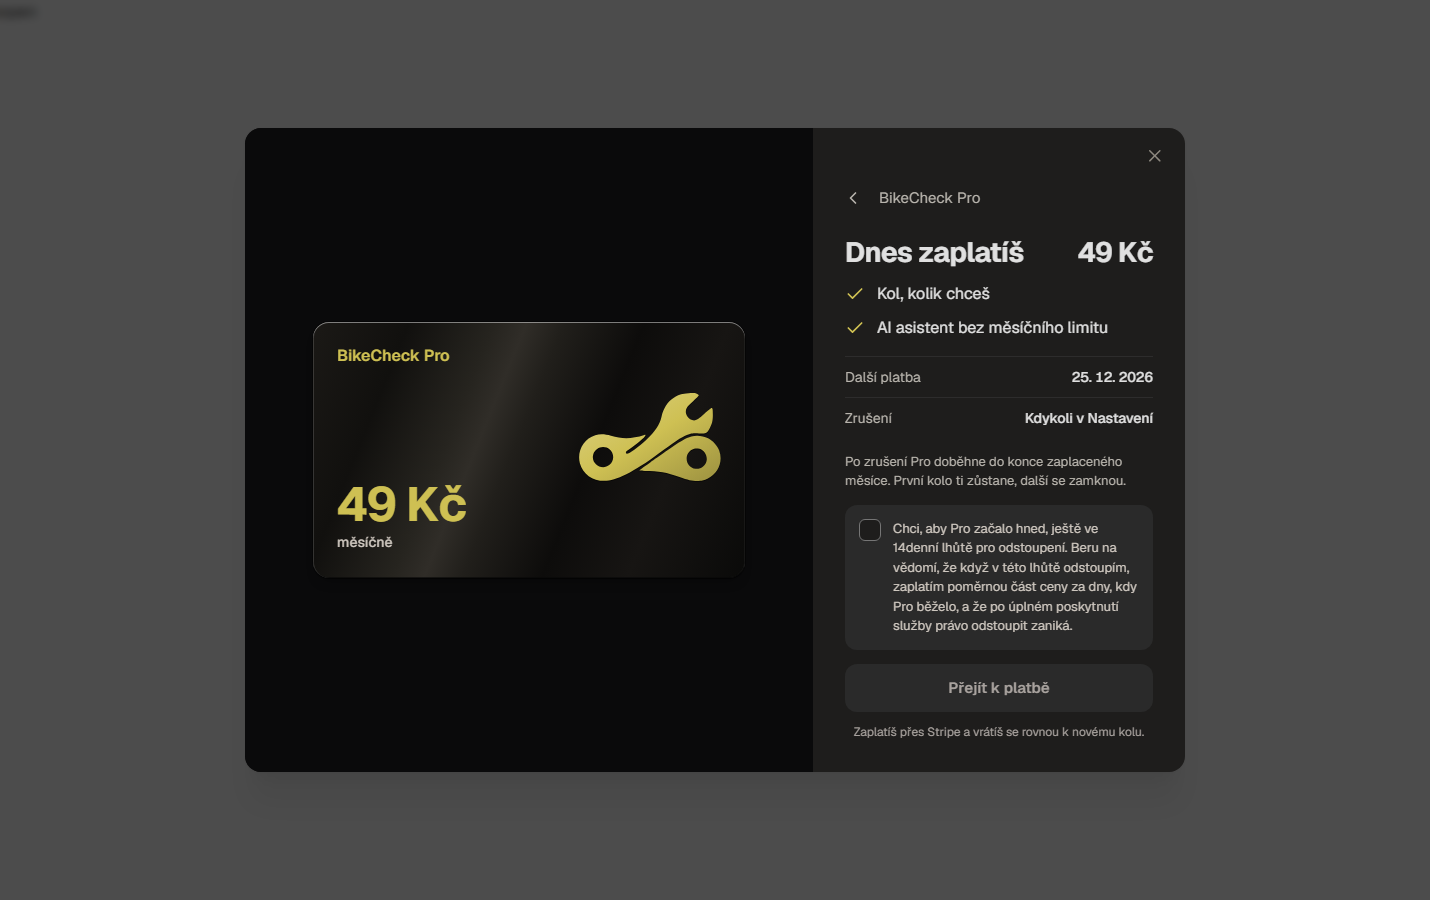 BikeCheck Pro
49 Kč
měsíčně
BikeCheck Pro
Dnes zaplatíš 49 Kč
Kol, kolik chceš
AI asistent bez měsíčního limitu
Další platba 25. 12. 2026
Zrušení Kdykoli v Nastavení
Po zrušení Pro doběhne do konce zaplaceného
měsíce. První kolo ti zůstane, další se zamknou.
Chci, aby Pro začalo hned, ještě ve
14denní lhůtě pro odstoupení. Beru na
vědomí, že když v této lhůtě odstoupím,
zaplatím poměrnou část ceny za dny, kdy
Pro běželo, a že po úplném poskytnutí
služby právo odstoupit zaniká.
Přejít k platbě
Zaplatíš přes Stripe a vrátíš se rovnou k novému kolu.